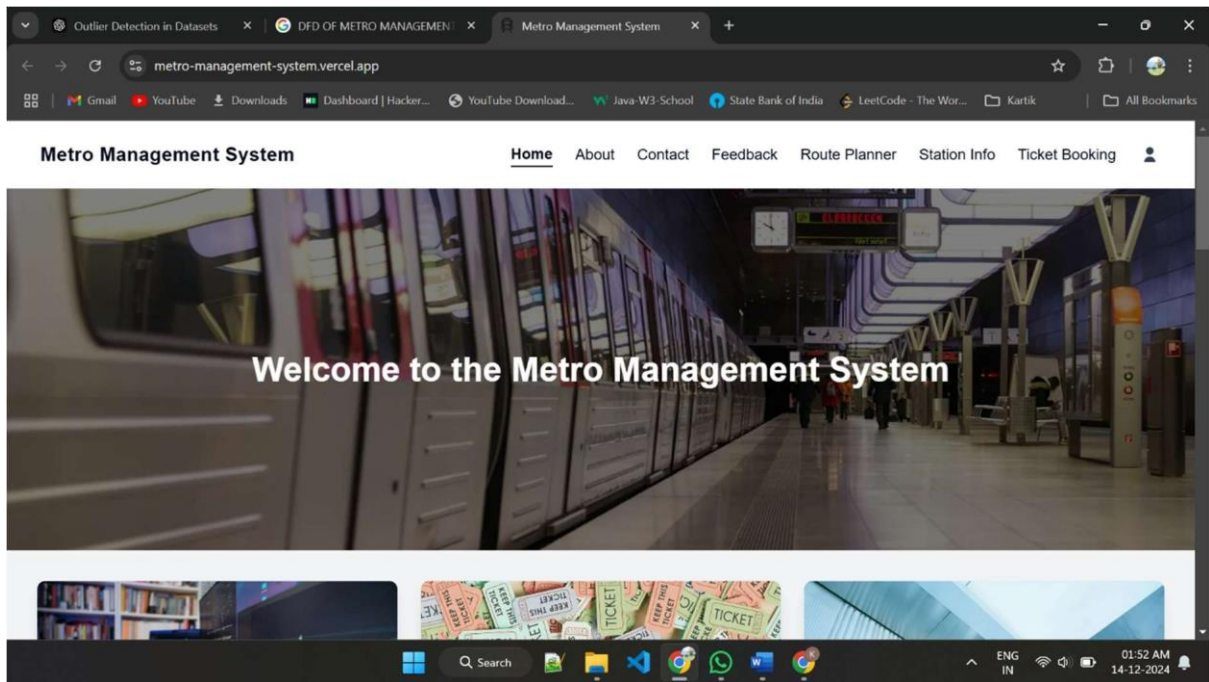 Outlier Detection in Datasets
DFD OF METRO MANAGEMENT
Metro Management System
metro-management-system.vercel.app
Gmail YouTube Downloads Dashboard | Hacker... YouTube Download... Java-W3-School State Bank of India LeetCode - The Wor... Kartik All Bookmarks
Metro Management System
Home About Contact Feedback Route Planner Station Info Ticket Booking
Welcome to the Metro Management System
TICKET
KEEP THIS
TICKET
KEEP THIS
TICKET
Search
ENG
IN
01:52 AM
14-12-2024